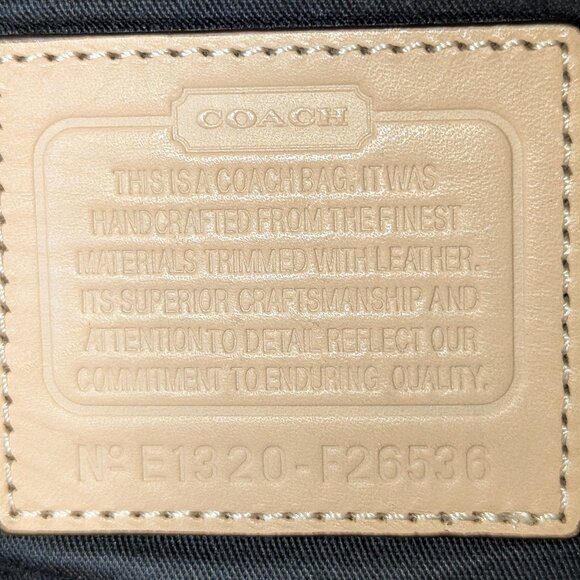 COACH
THIS IS A COACH BAG. IT WAS
HANDCRAFTED FROM THE FINEST
MATERIALS TRIMMED WITH LEATHER.
ITS SUPERIOR CRAFTSMANSHIP AND
ATTENTION TO DETAIL REFLECT OUR
COMMITMENT TO ENDURING QUALITY.
Nº E1320-F26536